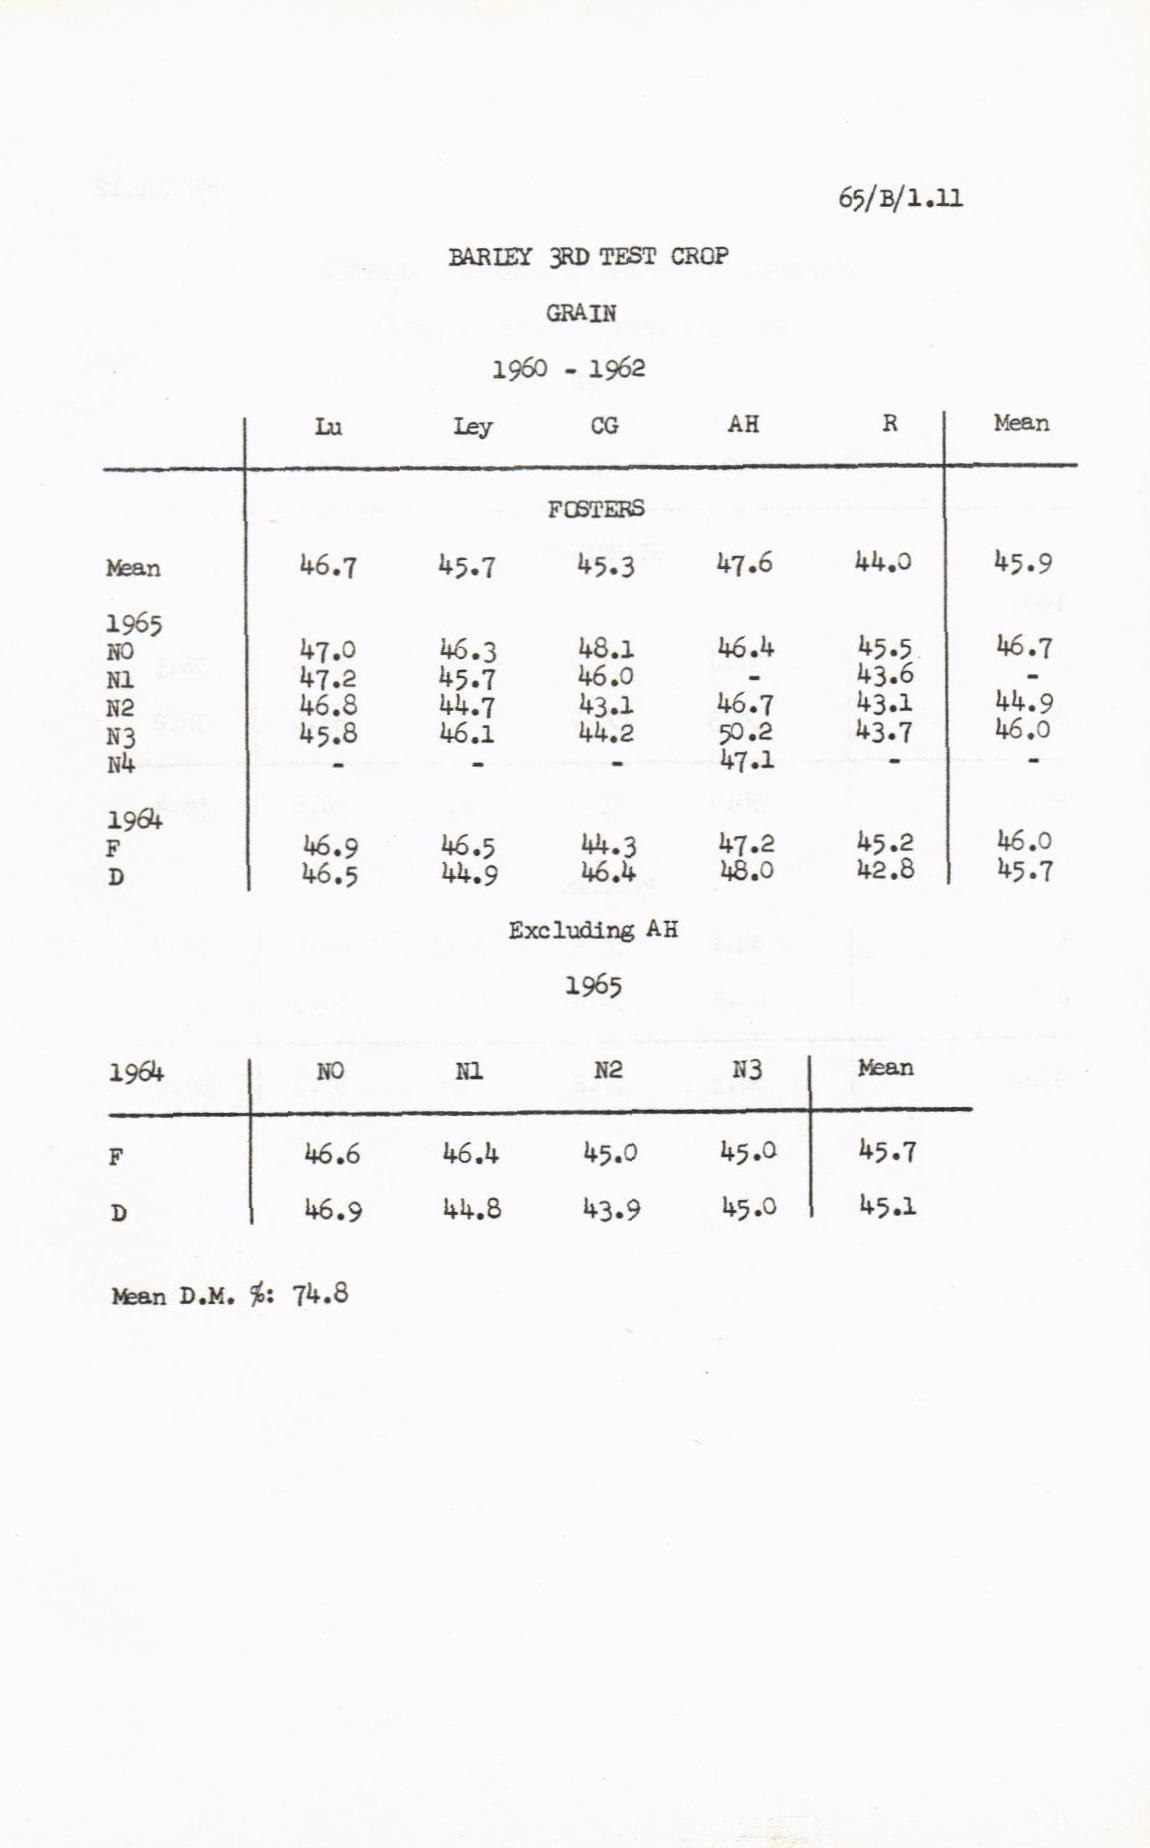 65/B/1.11
BARLEY 3RD TEST CROP
GRAIN
1960 - 1962
Lu Ley CG AH R Mean
FOSTERS
Mean 46.7 45.7 45.3 47.6 44.0 45.9
1965
N0 47.0 46.3 48.1 46.4 45.5 46.7
N1 47.2 45.7 46.0 - 43.6 -
N2 46.8 44.7 43.1 46.7 43.1 44.9
N3 45.8 46.1 44.2 50.2 43.7 46.0
N4 - - - 47.1 - -
1964
F 46.9 46.5 44.3 47.2 45.2 46.0
D 46.5 44.9 46.4 48.0 42.8 45.7
Excluding AH
1965
1964 N0 N1 N2 N3 Mean
F 46.6 46.4 45.0 45.0 45.7
D 46.9 44.8 43.9 45.0 45.1
Mean D.M. %: 74.8